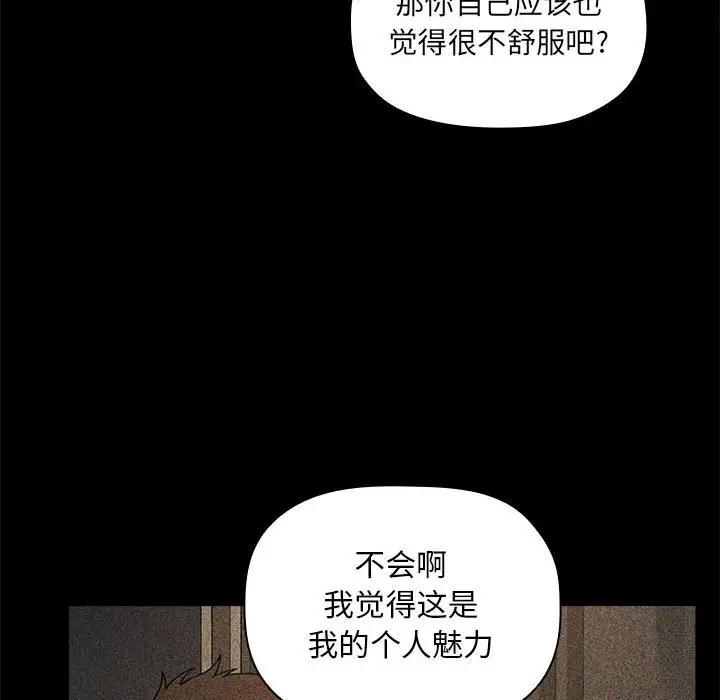 那你自己应该也
觉得很不舒服吧?
不会啊
我觉得这是
我的个人魅力